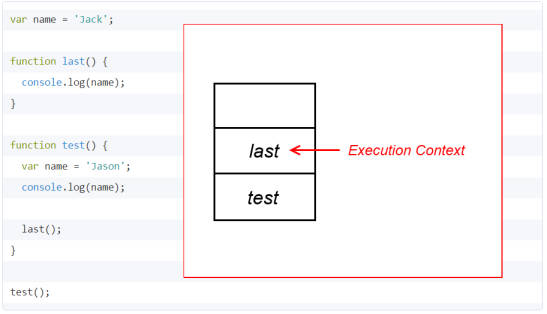 var name = 'Jack';
function last() {
console.log(name);
}
function test() {
var name = 'Jason';
console.log(name);
last();
}
test();
last
Execution Context
test